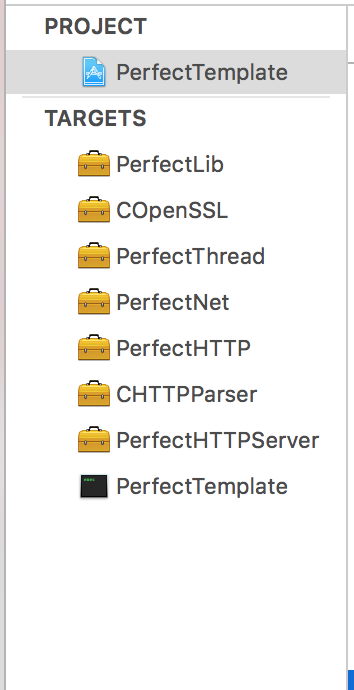 PROJECT
PerfectTemplate
TARGETS
PerfectLib
COpenSSL
PerfectThread
PerfectNet
PerfectHTTP
CHTTPParser
PerfectHTTPServer
PerfectTemplate